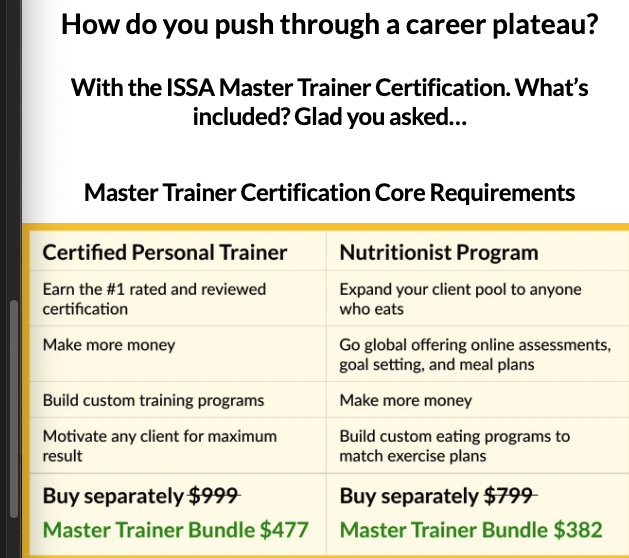 How do you push through a career plateau?
With the ISSA Master Trainer Certification. What's
included? Glad you asked...
Master Trainer Certification Core Requirements
Certified Personal Trainer
Nutritionist Program
Earn the #1 rated and reviewed
certification
Expand your client pool to anyone
who eats
Make more money
Go global offering online assessments,
goal setting, and meal plans
Build custom training programs
Make more money
Motivate any client for maximum
result
Build custom eating programs to
match exercise plans
Buy separately $999
Buy separately $799
Master Trainer Bundle $477
Master Trainer Bundle $382